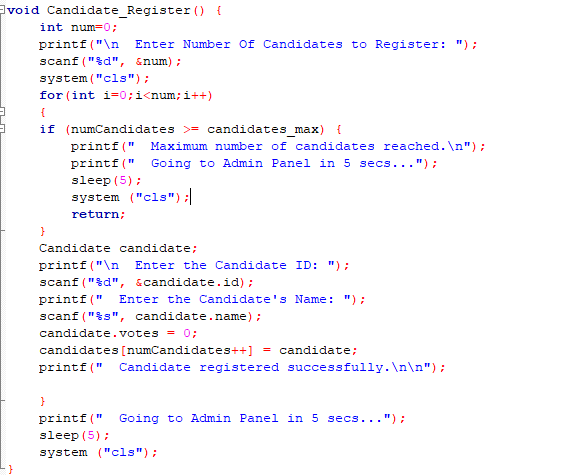 void Candidate_Register() {
    int num=0;
    printf("\n  Enter Number Of Candidates to Register: ");
    scanf("%d", &num);
    system("cls");
    for(int i=0;i<num;i++)
    {
    if (numCandidates >= candidates_max) {
        printf("  Maximum number of candidates reached.\n");
        printf("  Going to Admin Panel in 5 secs...");
        sleep(5);
        system ("cls");
        return;
    }
    Candidate candidate;
    printf("\n  Enter the Candidate ID: ");
    scanf("%d", &candidate.id);
    printf("  Enter the Candidate's Name: ");
    scanf("%s", candidate.name);
    candidate.votes = 0;
    candidates[numCandidates++] = candidate;
    printf("  Candidate registered successfully.\n\n");

    }
    printf("  Going to Admin Panel in 5 secs...");
    sleep(5);
    system ("cls");
}